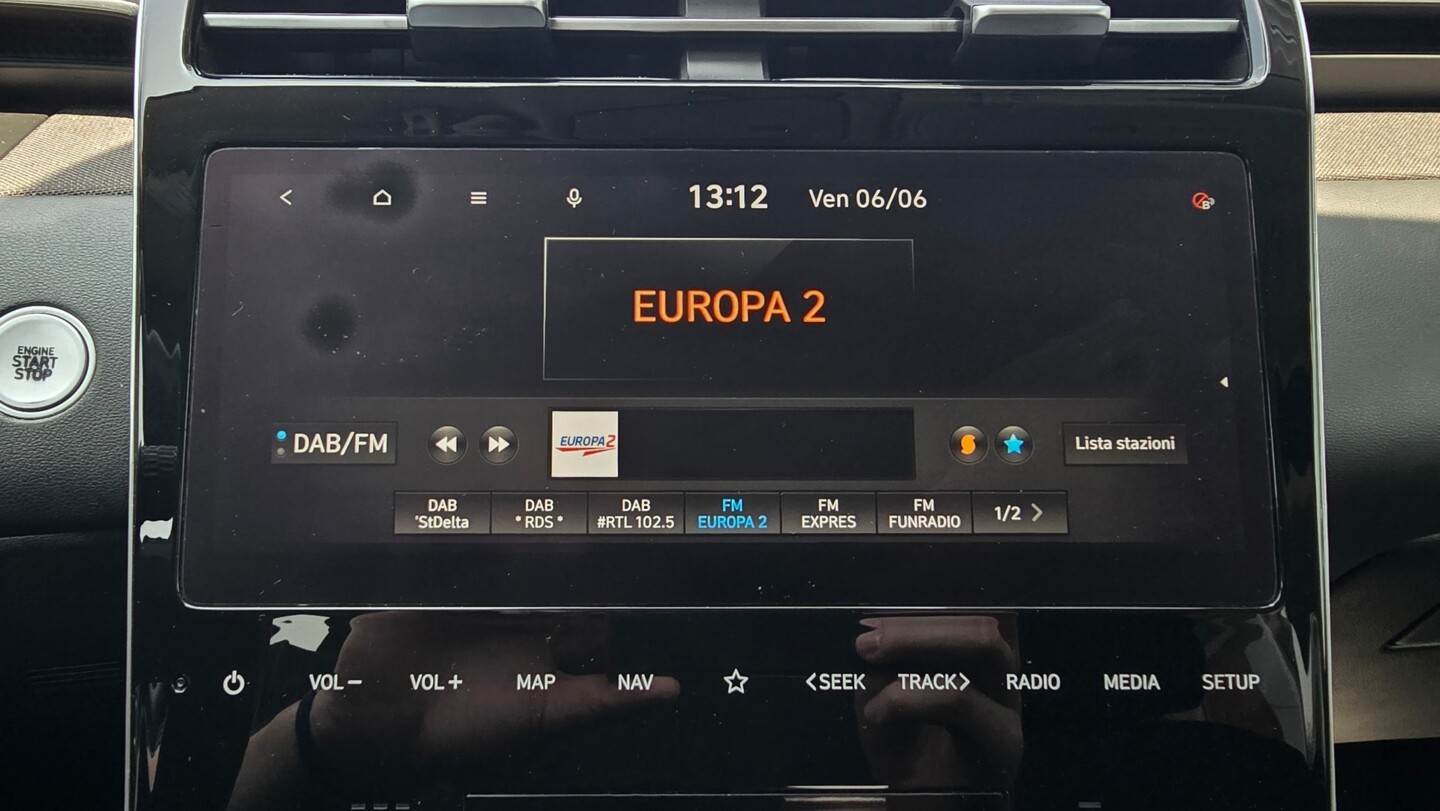 13:12 Ven 06/06
B
EUROPA 2
ENGINE
START
STOP
DAB/FM
EUROPA2
Lista stazioni
DAB
'StDelta
DAB
* RDS *
DAB
#RTL 102.5
FM
EUROPA 2
FM
EXPRES
FM
FUNRADIO
1/2 >
VOL− VOL+ MAP NAV <SEEK TRACK> RADIO MEDIA SETUP